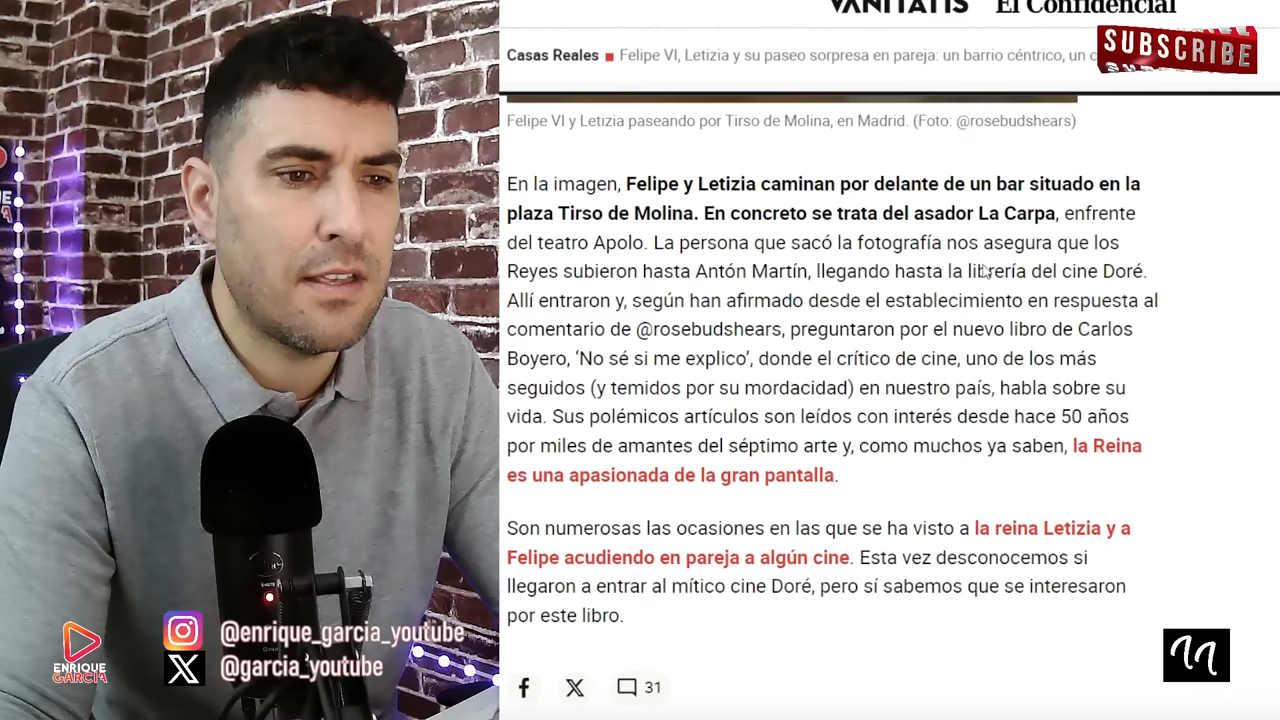 VANITATIS El Confidencial
SUBSCRIBE
Casas Reales ■ Felipe VI, Letizia y su paseo sorpresa en pareja: un barrio céntrico, un c
Felipe VI y Letizia paseando por Tirso de Molina, en Madrid. (Foto: @rosebudshears)
En la imagen, Felipe y Letizia caminan por delante de un bar situado en la
plaza Tirso de Molina. En concreto se trata del asador La Carpa, enfrente
del teatro Apolo. La persona que sacó la fotografía nos asegura que los
Reyes subieron hasta Antón Martín, llegando hasta la librería del cine Doré.
Allí entraron y, según han afirmado desde el establecimiento en respuesta al
comentario de @rosebudshears, preguntaron por el nuevo libro de Carlos
Boyero, ‘No sé si me explico’, donde el crítico de cine, uno de los más
seguidos (y temidos por su mordacidad) en nuestro país, habla sobre su
vida. Sus polémicos artículos son leídos con interés desde hace 50 años
por miles de amantes del séptimo arte y, como muchos ya saben, la Reina
es una apasionada de la gran pantalla.
Son numerosas las ocasiones en las que se ha visto a la reina Letizia y a
Felipe acudiendo en pareja a algún cine. Esta vez desconocemos si
llegaron a entrar al mítico cine Doré, pero sí sabemos que se interesaron
por este libro.
31
@enrique_garcia_youtube
@garcia_youtube
ENRIQUE
GARCIA